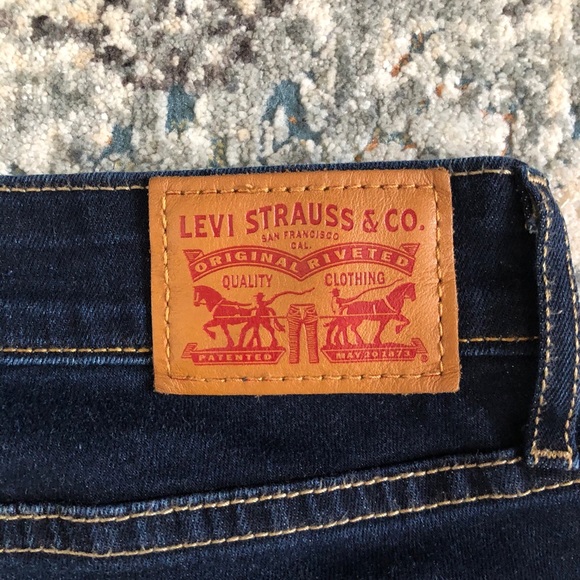 LEVI STRAUSS & CO.
SAN FRANCISCO
CAL.
ORIGINAL RIVETED
QUALITY CLOTHING
PATENTED MAY 20 1873
®